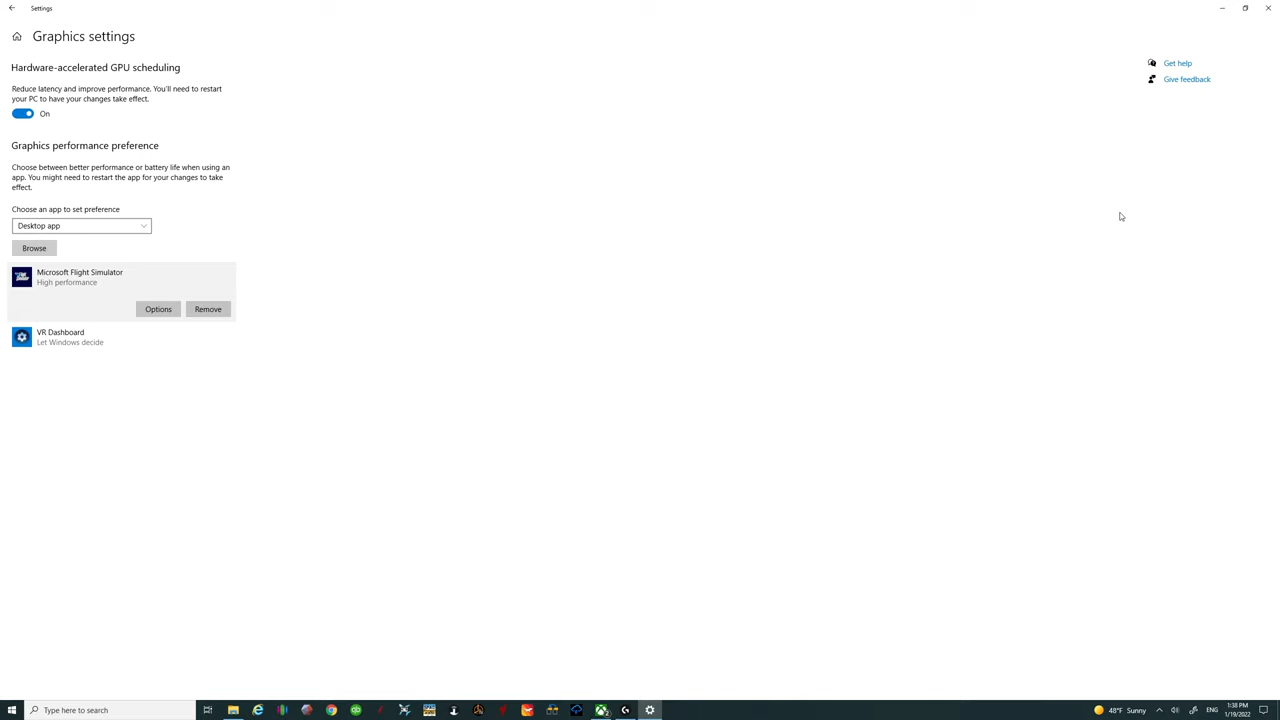 Settings
Graphics settings
Hardware-accelerated GPU scheduling
Reduce latency and improve performance. You'll need to restart
your PC to have your changes take effect.
On
Graphics performance preference
Choose between better performance or battery life when using an
app. You might need to restart the app for your changes to take
effect.
Choose an app to set preference
Desktop app
Browse
Microsoft Flight Simulator
High performance
Options
Remove
VR Dashboard
Let Windows decide
Get help
Give feedback
Type here to search
48°F Sunny
ENG
1:38 PM
1/19/2022